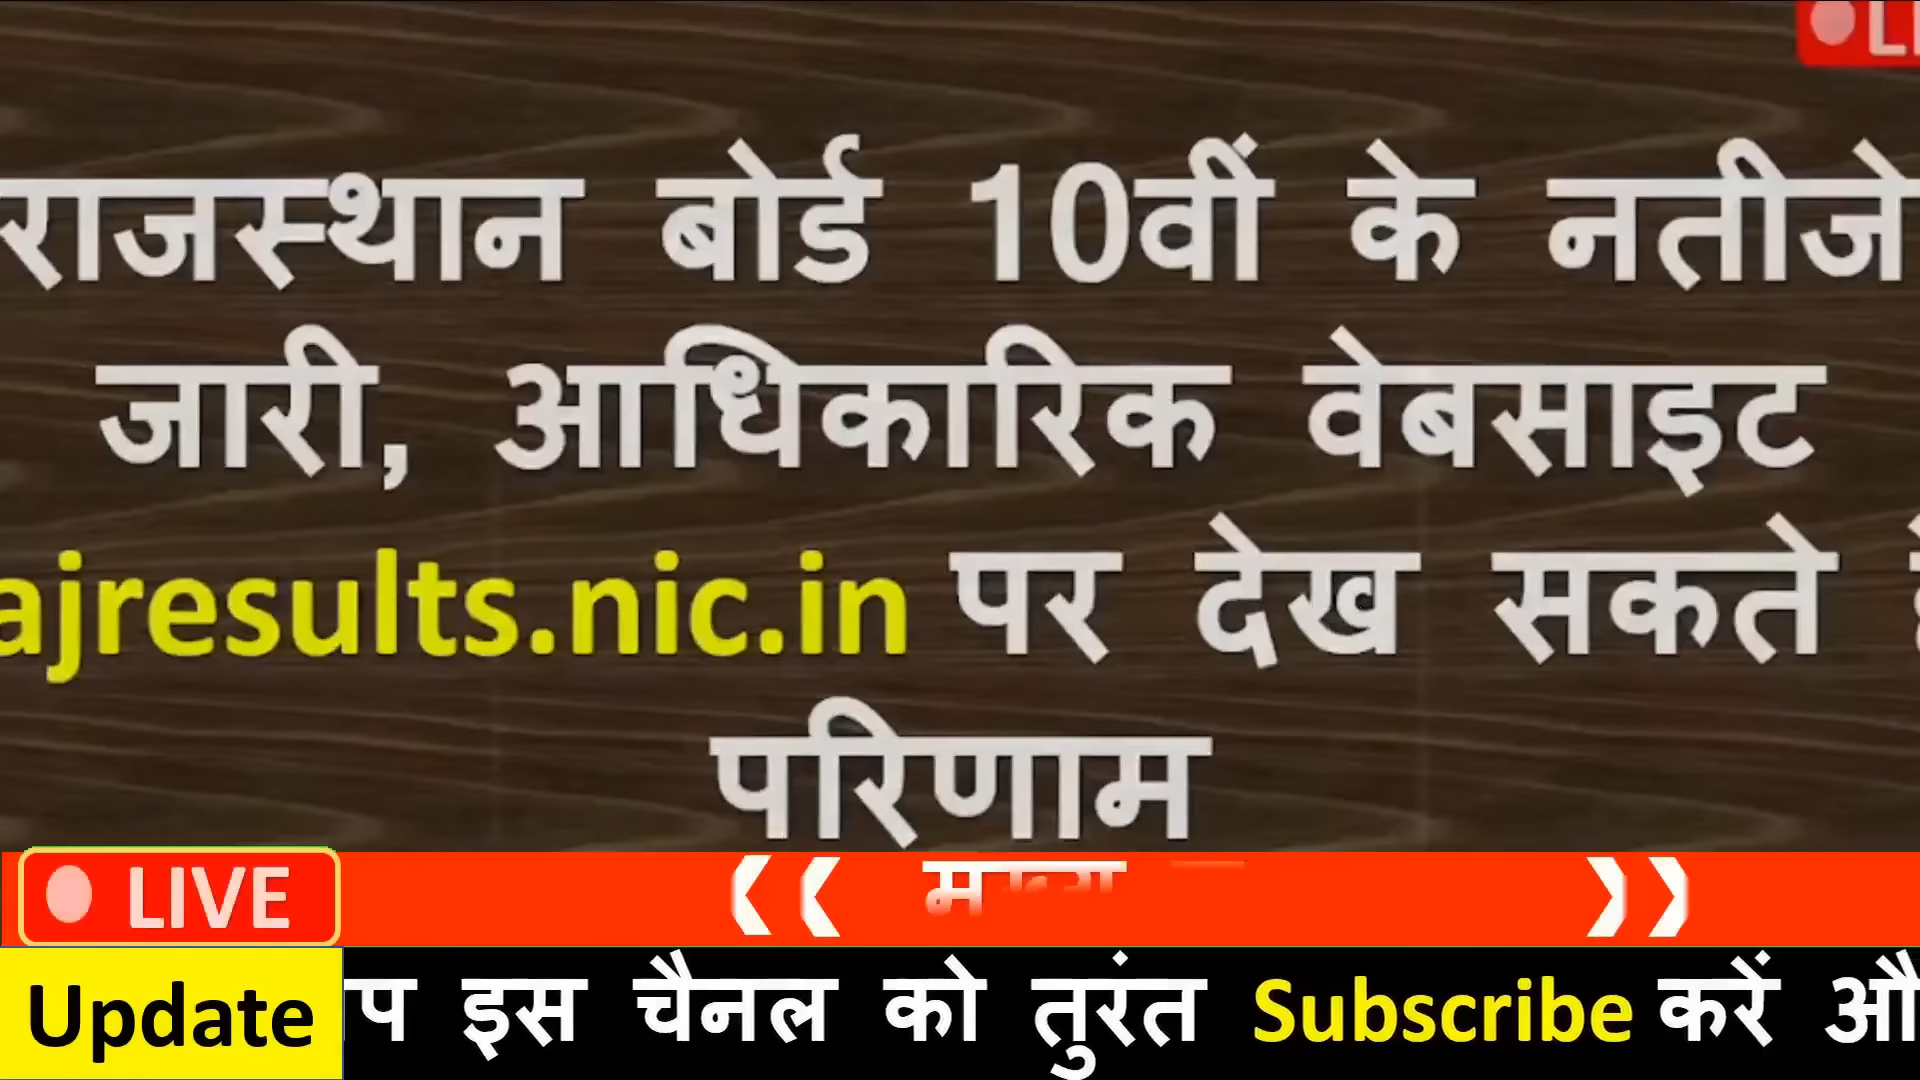 राजस्थान बोर्ड 10वीं के नतीजे
जारी, आधिकारिक वेबसाइट
ajresults.nic.in पर देख सकते
परिणाम
LIVE
Update
इस चैनल को तुरंत Subscribe करें